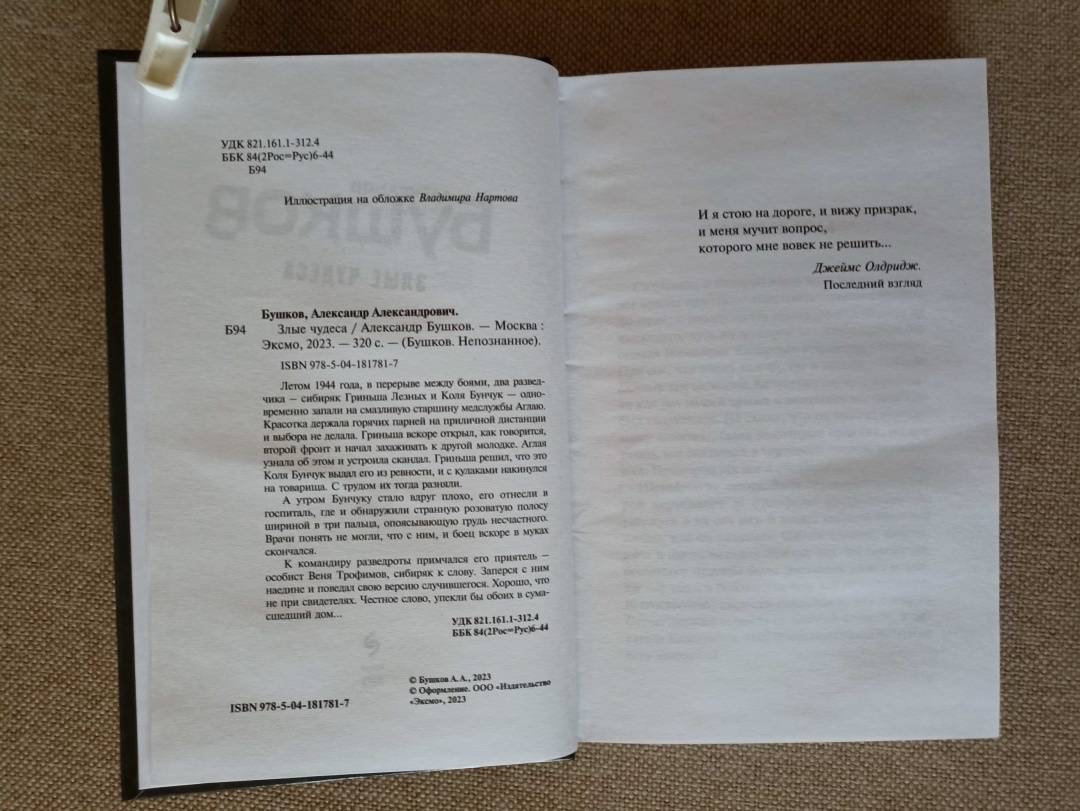 УДК 821.161.1-312.4
ББК 84(2Рос=Рус)6-44
Б94
Иллюстрация на обложке Владимира Нартова
БУШКОВ
ЗЛЫЕ ЧУДЕСА
Бушков, Александр Александрович.
Б94 Злые чудеса / Александр Бушков. — Москва :
Эксмо, 2023. — 320 с. — (Бушков. Непознанное).
ISBN 978-5-04-181781-7
Летом 1944 года, в перерыве между боями, два развед-
чика — сибиряк Гриньша Лезных и Коля Бунчук — одно-
временно запали на смазливую старшину медслужбы Аглаю.
Красотка держала горячих парней на приличной дистанции
и выбора не делала. Гриньша вскоре открыл, как говорится,
второй фронт и начал захаживать к другой молодке. Аглая
узнала об этом и устроила скандал. Гриньша решил, что это
Коля Бунчук выдал его из ревности, и с кулаками накинулся
на товарища. С трудом их тогда разняли.
А утром Бунчуку стало вдруг плохо, его отнесли в
госпиталь, где и обнаружили странную розоватую полосу
шириной в три пальца, опоясывающую грудь несчастного.
Врачи понять не могли, что с ним, и боец вскоре в муках
скончался.
К командиру разведроты примчался его приятель —
особист Веня Трофимов, сибиряк к слову. Заперся с ним
наедине и поведал свою версию случившегося. Хорошо, что
не при свидетелях. Честное слово, упекли бы обоих в сума-
сшедший дом...
УДК 821.161.1-312.4
ББК 84(2Рос=Рус)6-44
© Бушков А.А., 2023
© Оформление. ООО «Издательство
«Эксмо», 2023
ISBN 978-5-04-181781-7
И я стою на дороге, и вижу призрак,
и меня мучит вопрос,
которого мне вовек не решить...
Джеймс Олдридж.
Последний взгляд